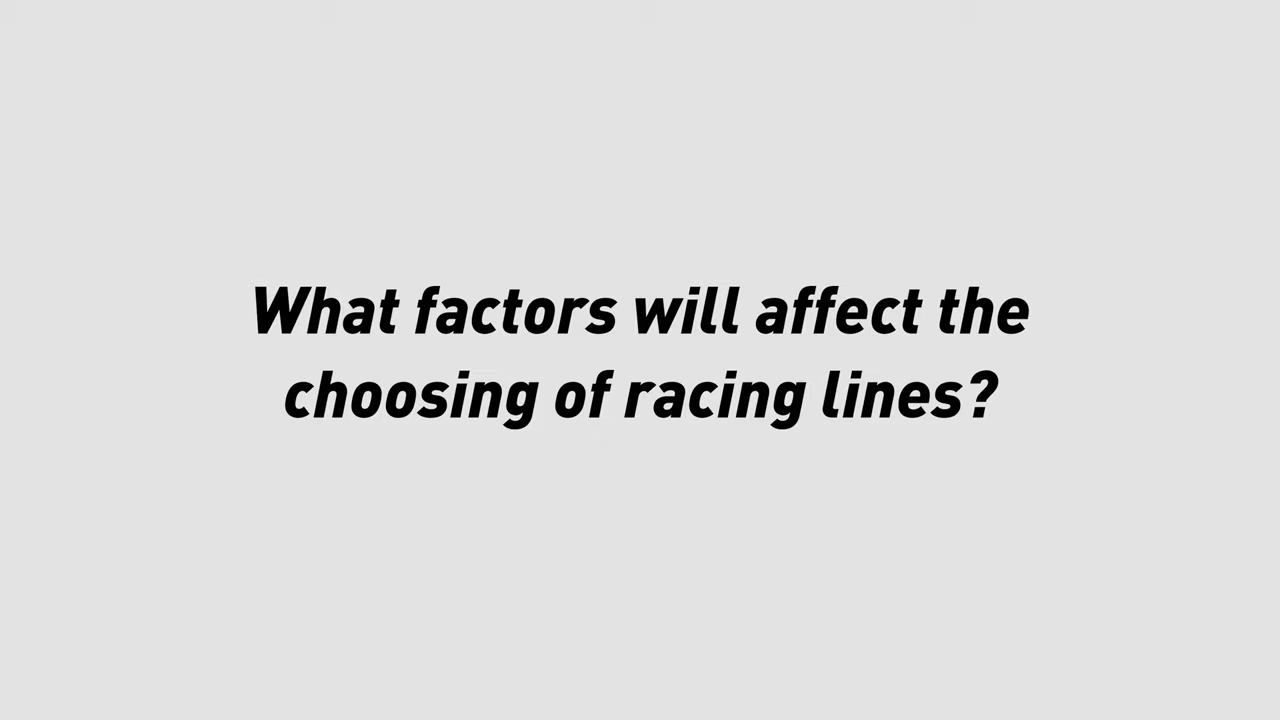 What factors will affect the
choosing of racing lines?